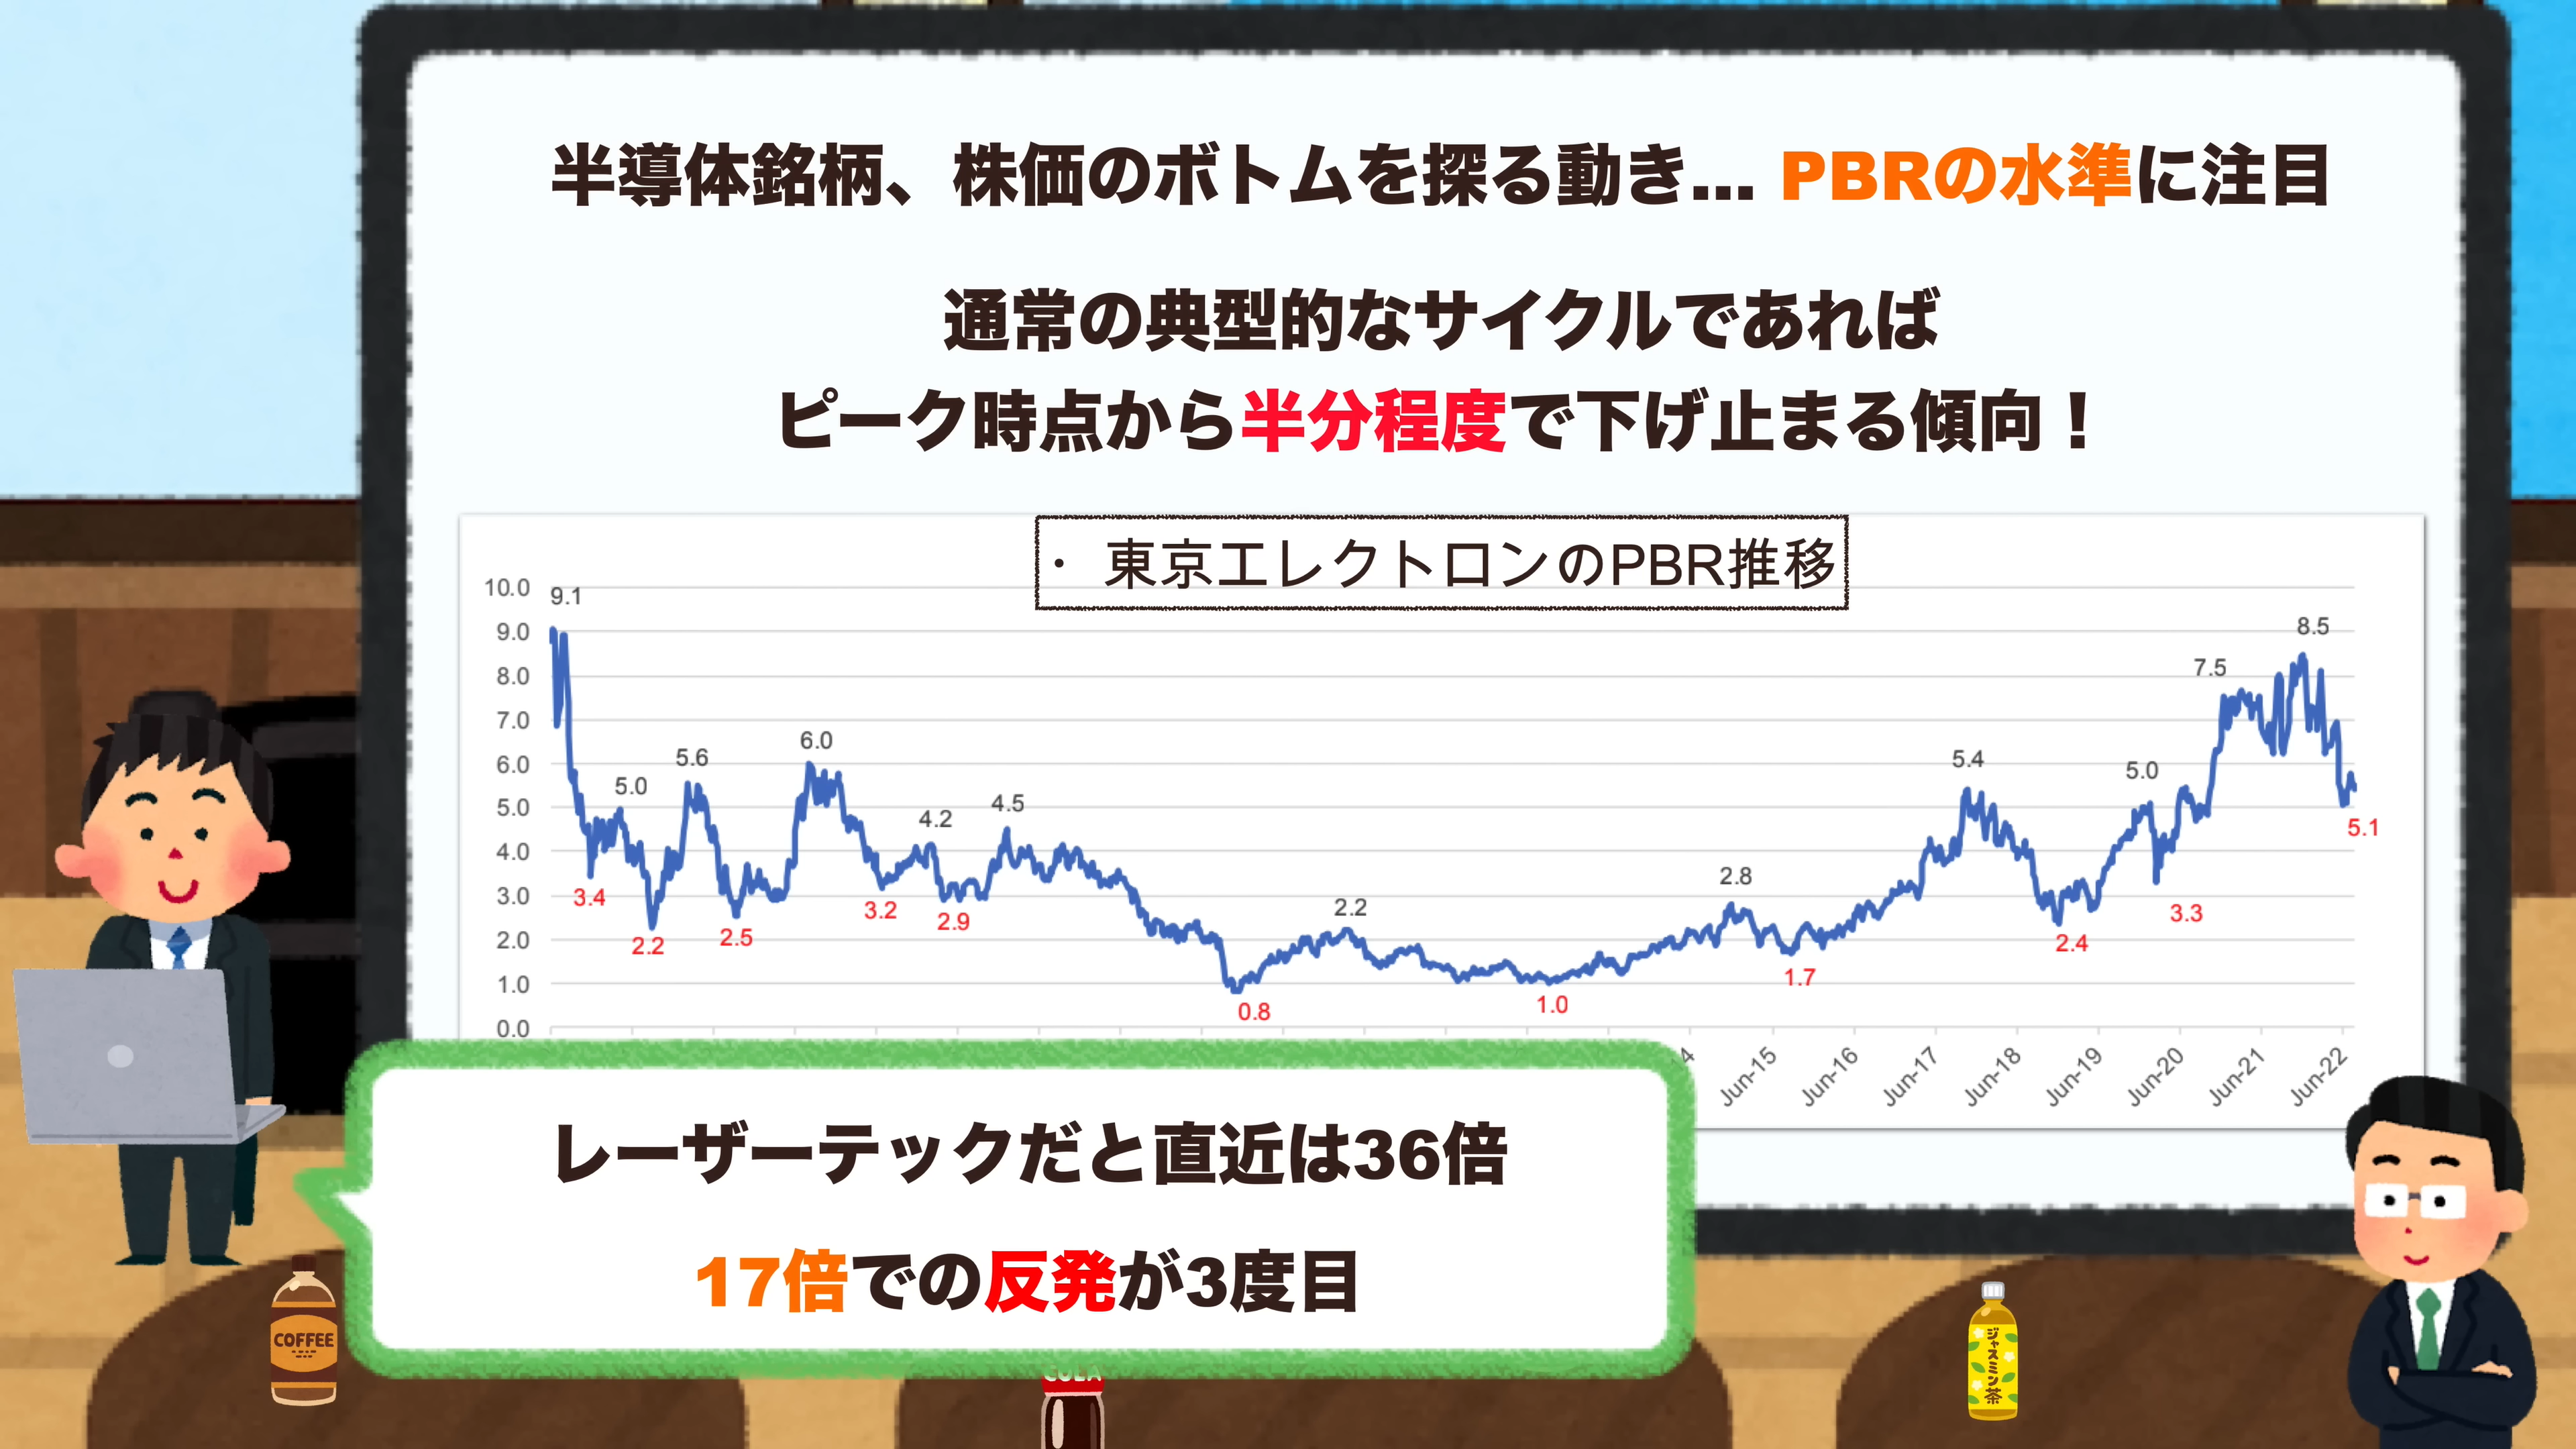 半導体銘柄、株価のボトムを探る動き... PBRの水準に注目
通常の典型的なサイクルであれば
ピーク時点から半分程度で下げ止まる傾向！
・ 東京エレクトロンのPBR推移
10.0
9.0
8.0
7.0
6.0
5.0
4.0
3.0
2.0
1.0
0.0
9.1
3.4
5.0
2.2
5.6
2.5
6.0
3.2
4.2
2.9
4.5
0.8
2.2
1.0
2.8
1.7
5.4
2.4
5.0
3.3
7.5
8.5
5.1
4
Jun-15
Jun-16
Jun-17
Jun-18
Jun-19
Jun-20
Jun-21
Jun-22
レーザーテックだと直近は36倍
17倍での反発が3度目
COFFEE
COLA
ジャスミン茶